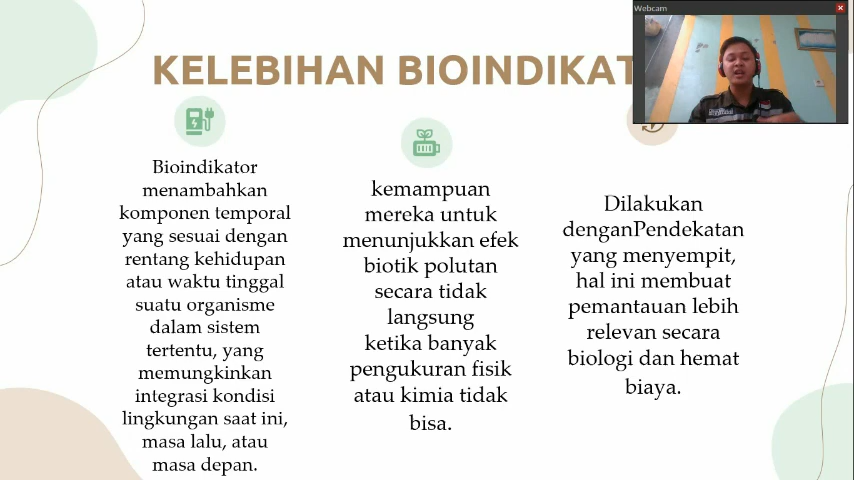 Webcam
KELEBIHAN BIOINDIKAT
Bioindikator
menambahkan
komponen temporal
yang sesuai dengan
rentang kehidupan
atau waktu tinggal
suatu organisme
dalam sistem
tertentu, yang
memungkinkan
integrasi kondisi
lingkungan saat ini,
masa lalu, atau
masa depan.
kemampuan
mereka untuk
menunjukkan efek
biotik polutan
secara tidak
langsung
ketika banyak
pengukuran fisik
atau kimia tidak
bisa.
Dilakukan
denganPendekatan
yang menyempit,
hal ini membuat
pemantauan lebih
relevan secara
biologi dan hemat
biaya.